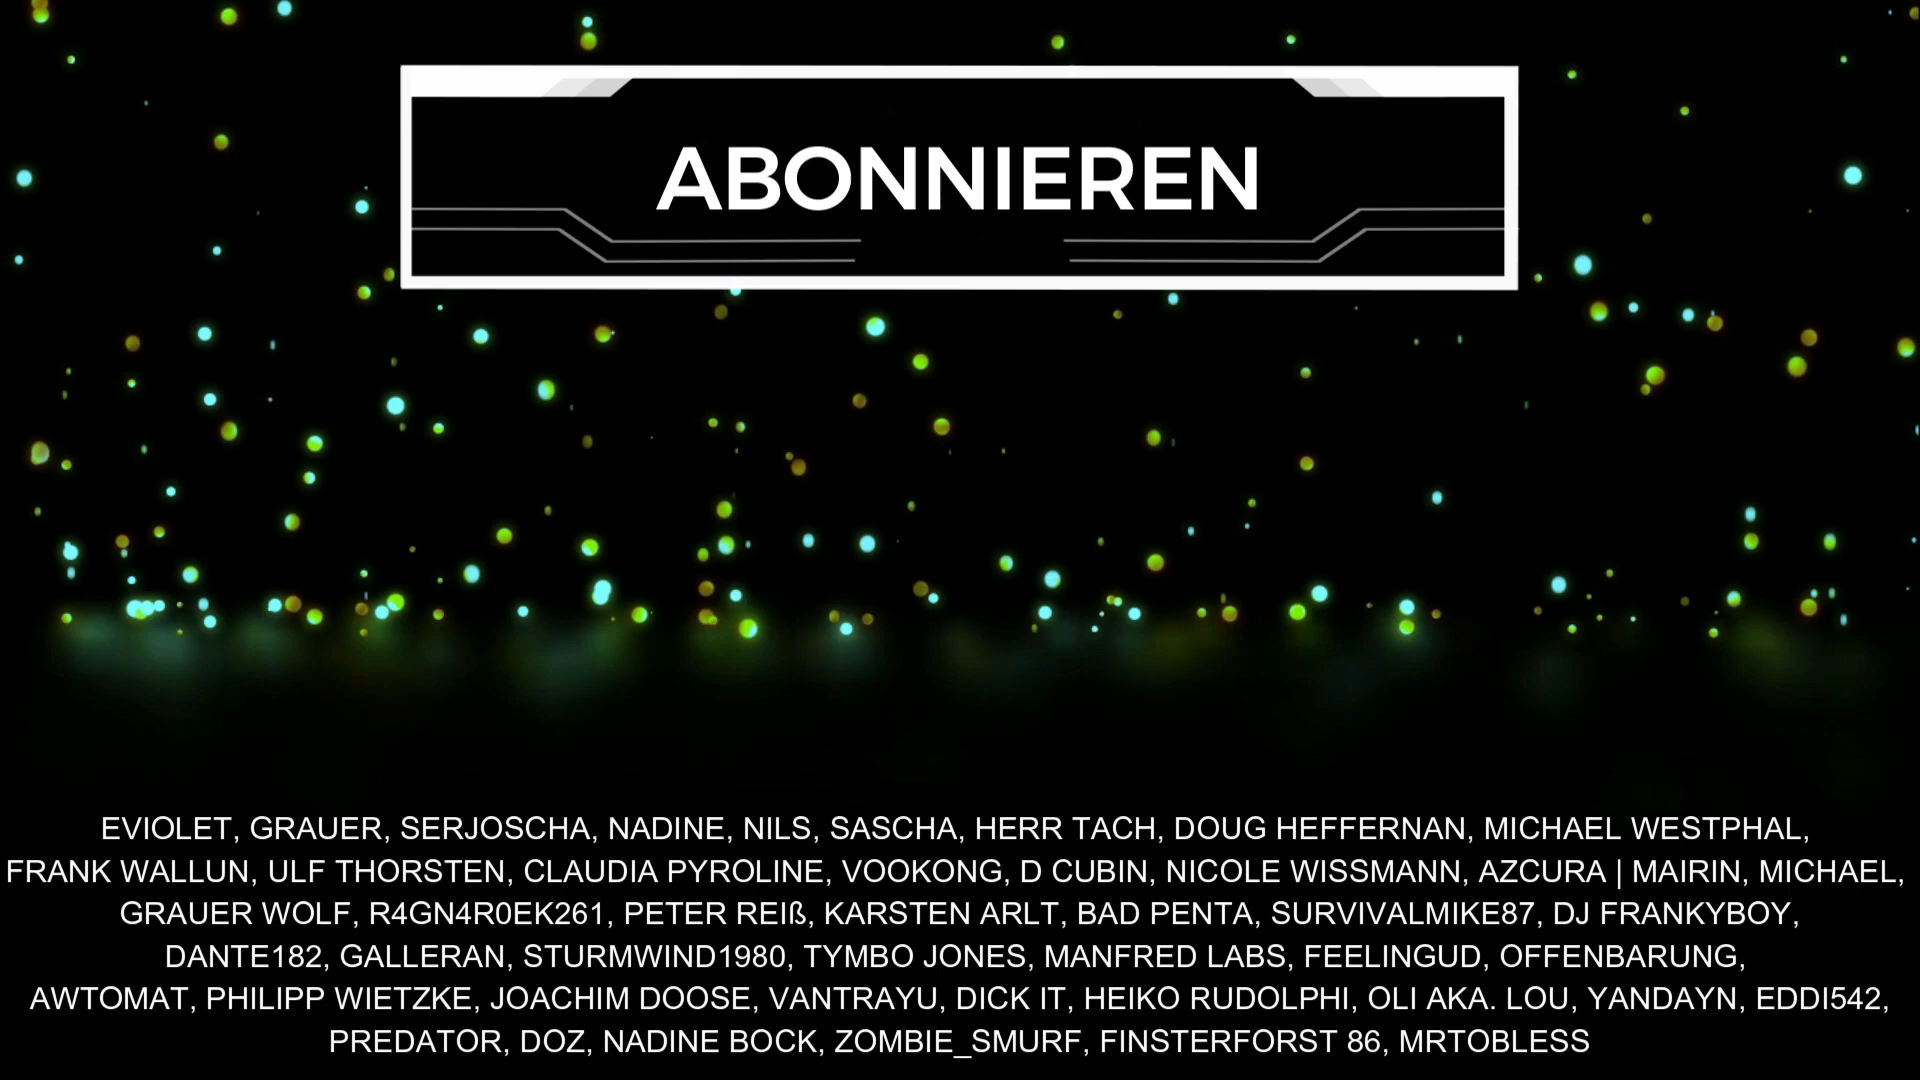 ABONNIEREN
EVIOLET, GRAUER, SERJOSCHA, NADINE, NILS, SASCHA, HERR TACH, DOUG HEFFERNAN, MICHAEL WESTPHAL,
FRANK WALLUN, ULF THORSTEN, CLAUDIA PYROLINE, VOOKONG, D CUBIN, NICOLE WISSMANN, AZCURA | MAIRIN, MICHAEL,
GRAUER WOLF, R4GN4R0EK261, PETER REIß, KARSTEN ARLT, BAD PENTA, SURVIVALMIKE87, DJ FRANKYBOY,
DANTE182, GALLERAN, STURMWIND1980, TYMBO JONES, MANFRED LABS, FEELINGUD, OFFENBARUNG,
AWTOMAT, PHILIPP WIETZKE, JOACHIM DOOSE, VANTRAYU, DICK IT, HEIKO RUDOLPHI, OLI AKA. LOU, YANDAYN, EDDI542,
PREDATOR, DOZ, NADINE BOCK, ZOMBIE_SMURF, FINSTERFORST 86, MRTOBLESS